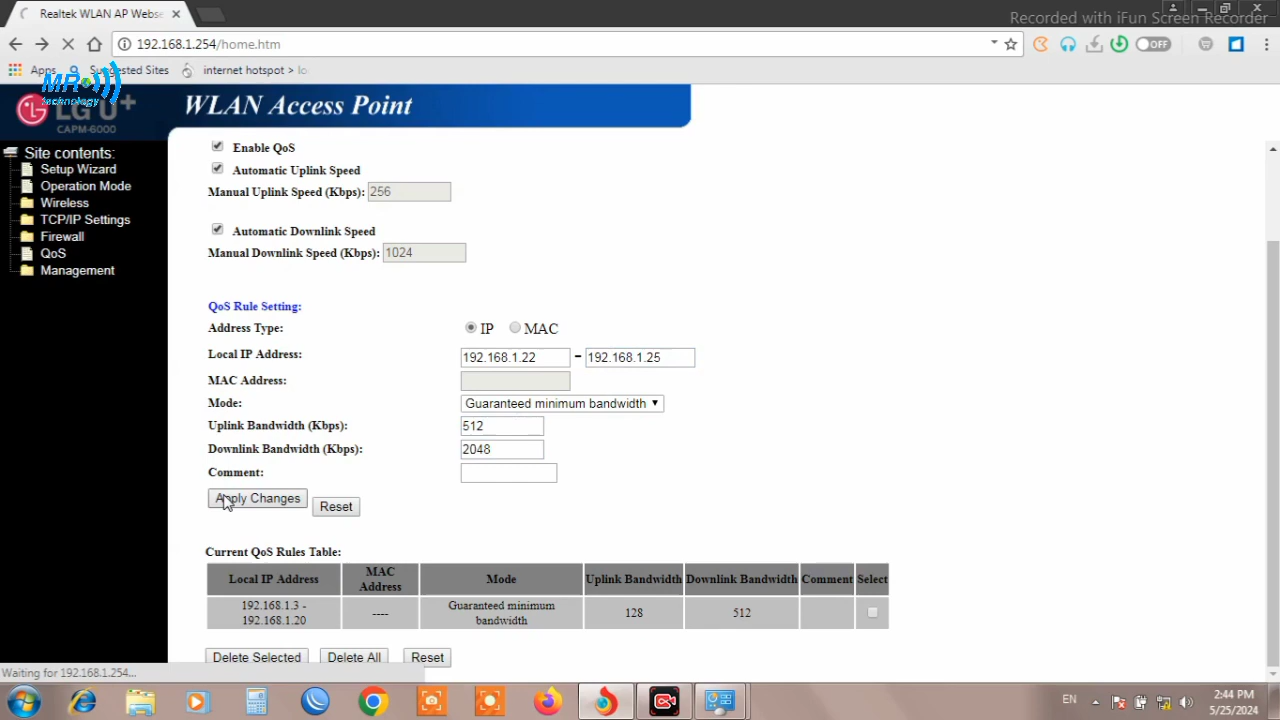 Realtek WLAN AP Webse
Recorded with iFun Screen Recorder
192.168.1.254/home.htm
OFF
Apps
Suggested Sites
internet hotspot > lo
MR
technology
LG U+
CAPM-6000
WLAN Access Point
Site contents:
Setup Wizard
Operation Mode
Wireless
TCP/IP Settings
Firewall
QoS
Management
Enable QoS
Automatic Uplink Speed
Manual Uplink Speed (Kbps): 256
Automatic Downlink Speed
Manual Downlink Speed (Kbps): 1024
QoS Rule Setting:
Address Type: IP MAC
Local IP Address: 192.168.1.22 - 192.168.1.25
MAC Address:
Mode: Guaranteed minimum bandwidth
Uplink Bandwidth (Kbps): 512
Downlink Bandwidth (Kbps): 2048
Comment:
Apply Changes Reset
Current QoS Rules Table:
Local IP Address MAC Address Mode Uplink Bandwidth Downlink Bandwidth Comment Select
192.168.1.3 - 192.168.1.20 ---- Guaranteed minimum bandwidth 128 512
Delete Selected Delete All Reset
Waiting for 192.168.1.254...
EN
2:44 PM
5/25/2024